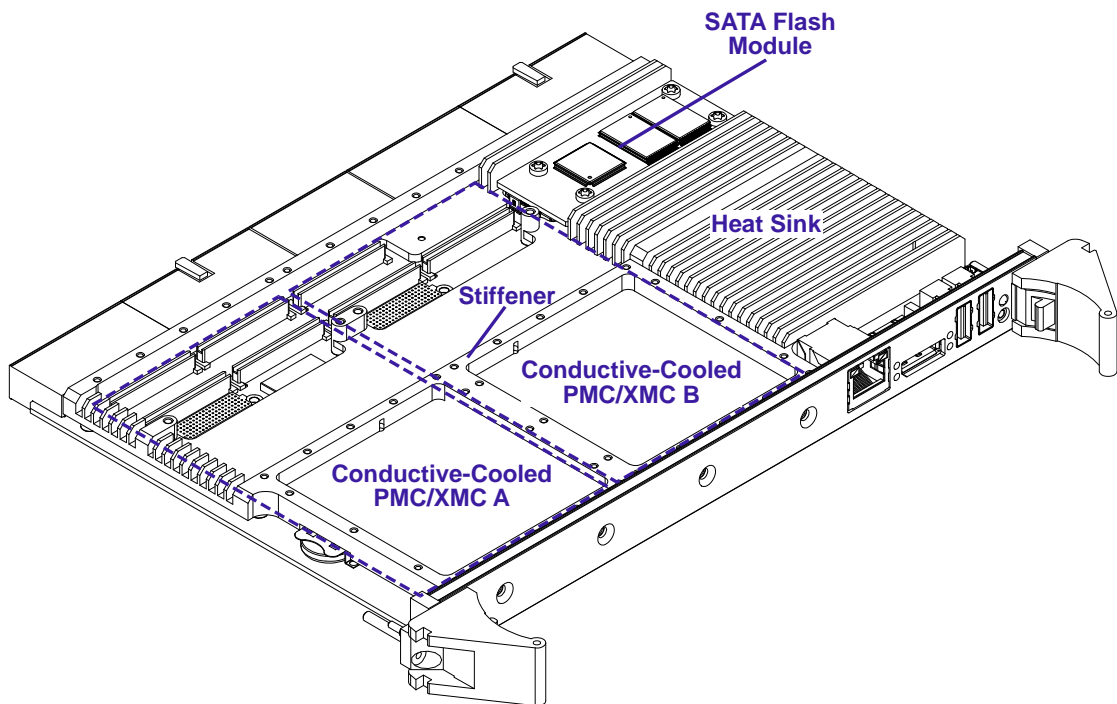 SATA Flash
Module
Heat Sink
Stiffener
Conductive-Cooled
PMC/XMC B
Conductive-Cooled
PMC/XMC A